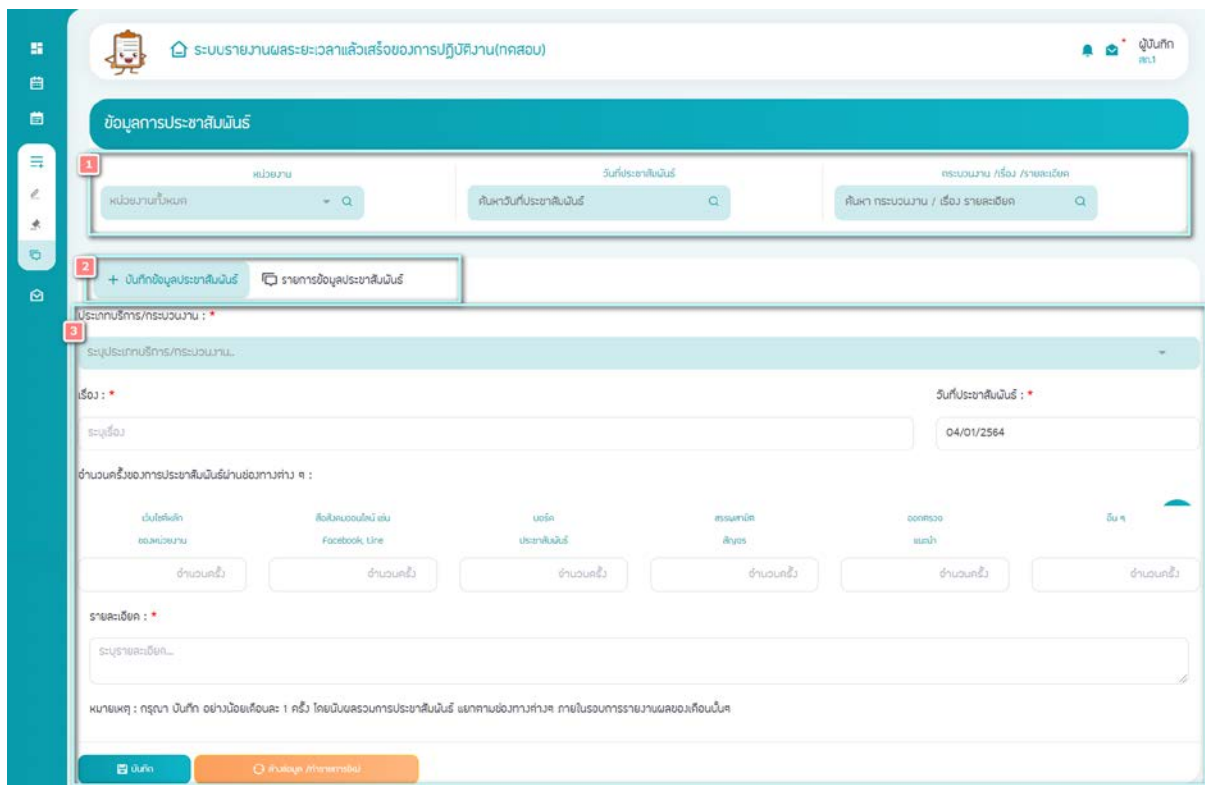 ระบบรายงานผลระยะเวลาแล้วเสร็จของการปฏิบัติงาน(ทดสอบ)
ผู้บันทึก
สก.1
ข้อมูลการประชาสัมพันธ์
1
หน่วยงาน วันที่ประชาสัมพันธ์ กระบวนงาน /เรื่อง /รายละเอียด
หน่วยงานทั้งหมด ค้นหาวันที่ประชาสัมพันธ์ ค้นหา กระบวนงาน / เรื่อง รายละเอียด
2
+ บันทึกข้อมูลประชาสัมพันธ์ รายการข้อมูลประชาสัมพันธ์
ประเภทบริการ/กระบวนงาน : *
3
ระบุประเภทบริการ/กระบวนงาน..
เรื่อง : * วันที่ประชาสัมพันธ์ : *
ระบุเรื่อง 04/01/2564
จำนวนครั้งของการประชาสัมพันธ์ผ่านช่องทางต่าง ๆ :
เว็บไซต์หลัก สื่อสังคมออนไลน์ เช่น บอร์ด สรรพสามิต ออกตรวจ อื่น ๆ
ของหน่วยงาน Facebook, Line ประชาสัมพันธ์ สัญจร แนะนำ
จำนวนครั้ง จำนวนครั้ง จำนวนครั้ง จำนวนครั้ง จำนวนครั้ง จำนวนครั้ง
รายละเอียด : *
ระบุรายละเอียด...
หมายเหตุ : กรุณา บันทึก อย่างน้อยเดือนละ 1 ครั้ง โดยนับผลรวมการประชาสัมพันธ์ แยกตามช่องทางต่างๆ ภายในรอบการรายงานผลของเดือนนั้นๆ
บันทึก ล้างข้อมูล /ทำรายการใหม่